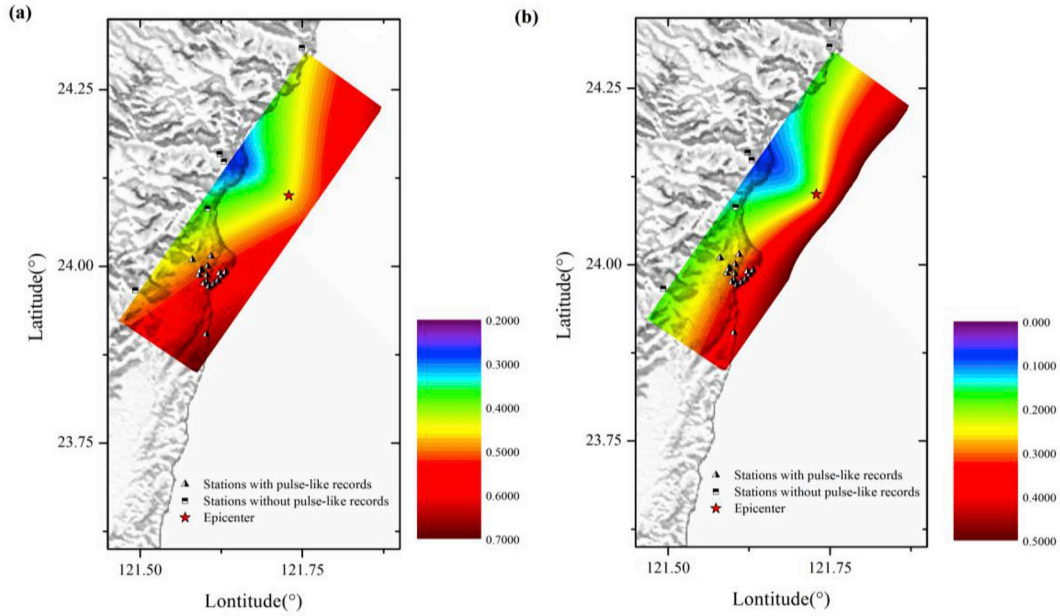 (a)
24.25
24.00
23.75
Latitude(°)
121.50
121.75
Lontitude(°)
Stations with pulse-like records
Stations without pulse-like records
Epicenter
0.2000
0.3000
0.4000
0.5000
0.6000
0.7000
(b)
24.25
24.00
23.75
Latitude(°)
121.50
121.75
Lontitude(°)
Stations with pulse-like records
Stations without pulse-like records
Epicenter
0.000
0.1000
0.2000
0.3000
0.4000
0.5000